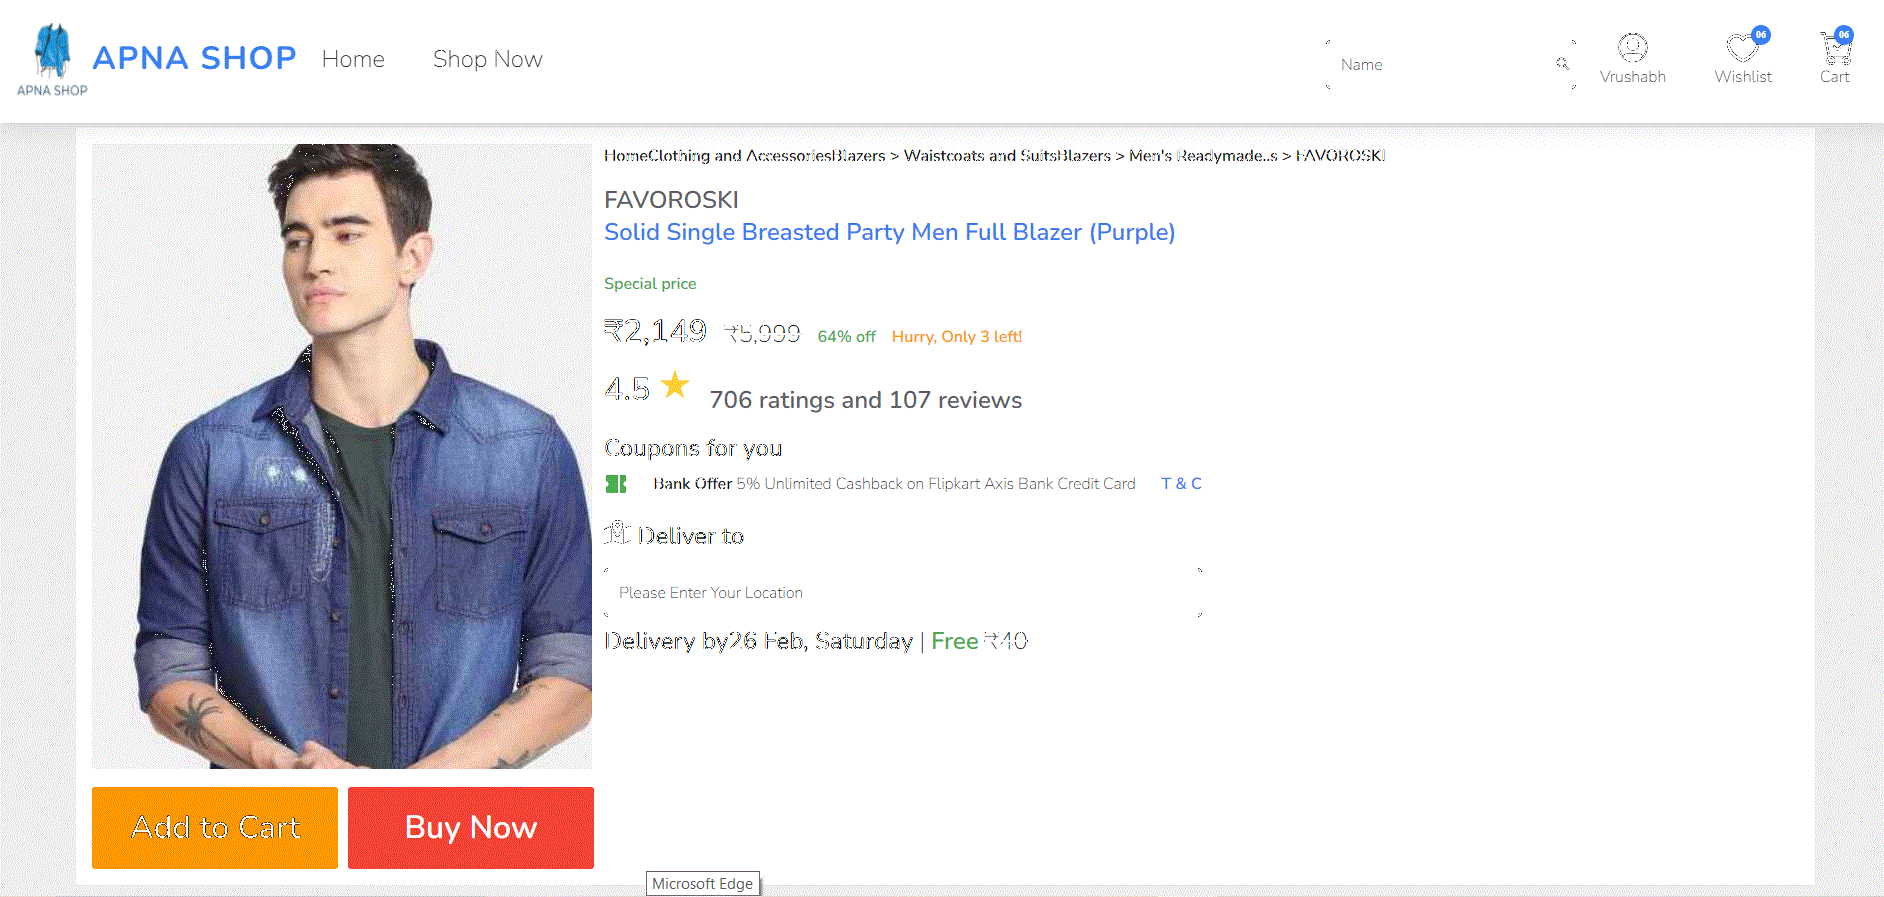 APNA SHOP
APNA SHOP
Home
Shop Now
Name
Vrushabh
06
Wishlist
06
Cart
HomeClothing and AccessoriesBlazers > Waistcoats and SuitsBlazers > Men's Readymade..s > FAVOROSKI
FAVOROSKI
Solid Single Breasted Party Men Full Blazer (Purple)
Special price
₹2,149 ₹5,999 64% off Hurry, Only 3 left!
4.5 706 ratings and 107 reviews
Coupons for you
Bank Offer 5% Unlimited Cashback on Flipkart Axis Bank Credit Card T & C
Deliver to
Please Enter Your Location
Delivery by26 Feb, Saturday | Free ₹40
Add to Cart
Buy Now
Microsoft Edge